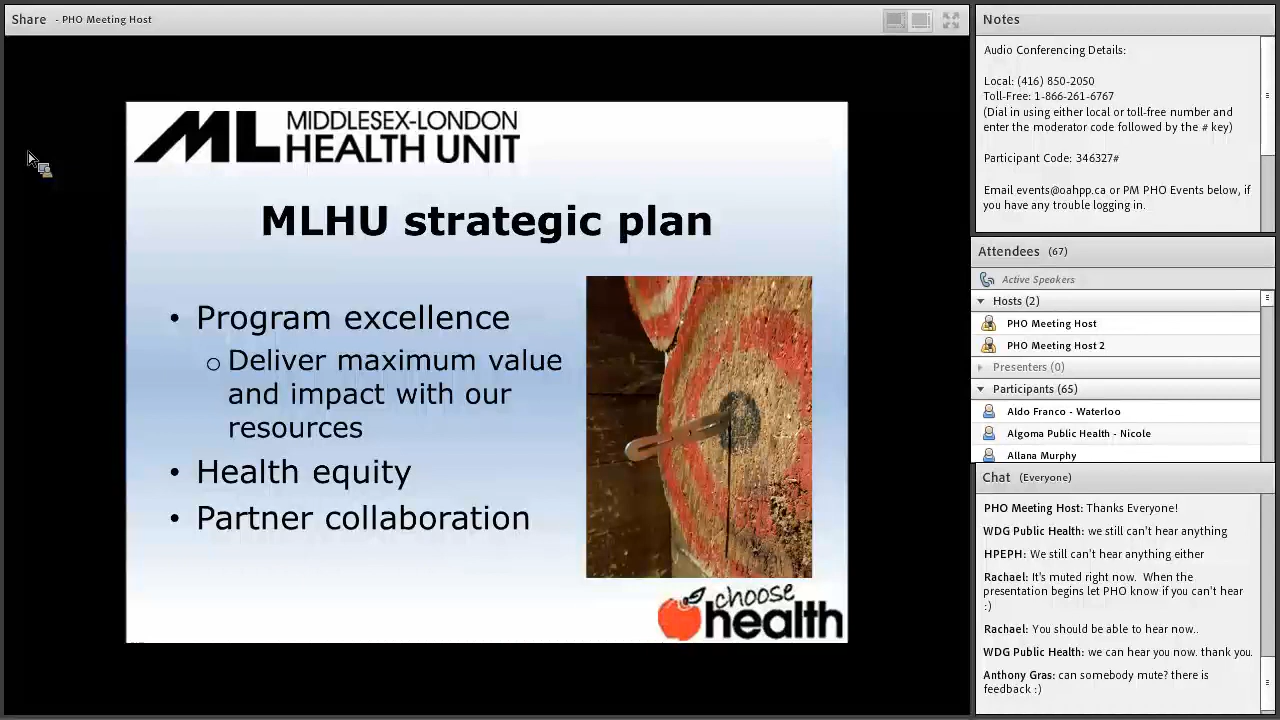 Share - PHO Meeting Host
MIDDLESEX-LONDON
ML HEALTH UNIT
MLHU strategic plan
• Program excellence
o Deliver maximum value
and impact with our
resources
• Health equity
• Partner collaboration
choose
health
Notes
Audio Conferencing Details:
Local: (416) 850-2050
Toll-Free: 1-866-261-6767
(Dial in using either local or toll-free number and
enter the moderator code followed by the # key)
Participant Code: 346327#
Email events@oahpp.ca or PM PHO Events below, if
you have any trouble logging in.
Attendees (67)
Active Speakers
Hosts (2)
PHO Meeting Host
PHO Meeting Host 2
Presenters (0)
Participants (65)
Aldo Franco - Waterloo
Algoma Public Health - Nicole
Allana Murphy
Chat (Everyone)
PHO Meeting Host: Thanks Everyone!
WDG Public Health: we still can't hear anything
HPEPH: We still can't hear anything either
Rachael: It's muted right now. When the
presentation begins let PHO know if you can't hear
:)
Rachael: You should be able to hear now..
WDG Public Health: we can hear you now. thank you.
Anthony Gras: can somebody mute? there is
feedback :)